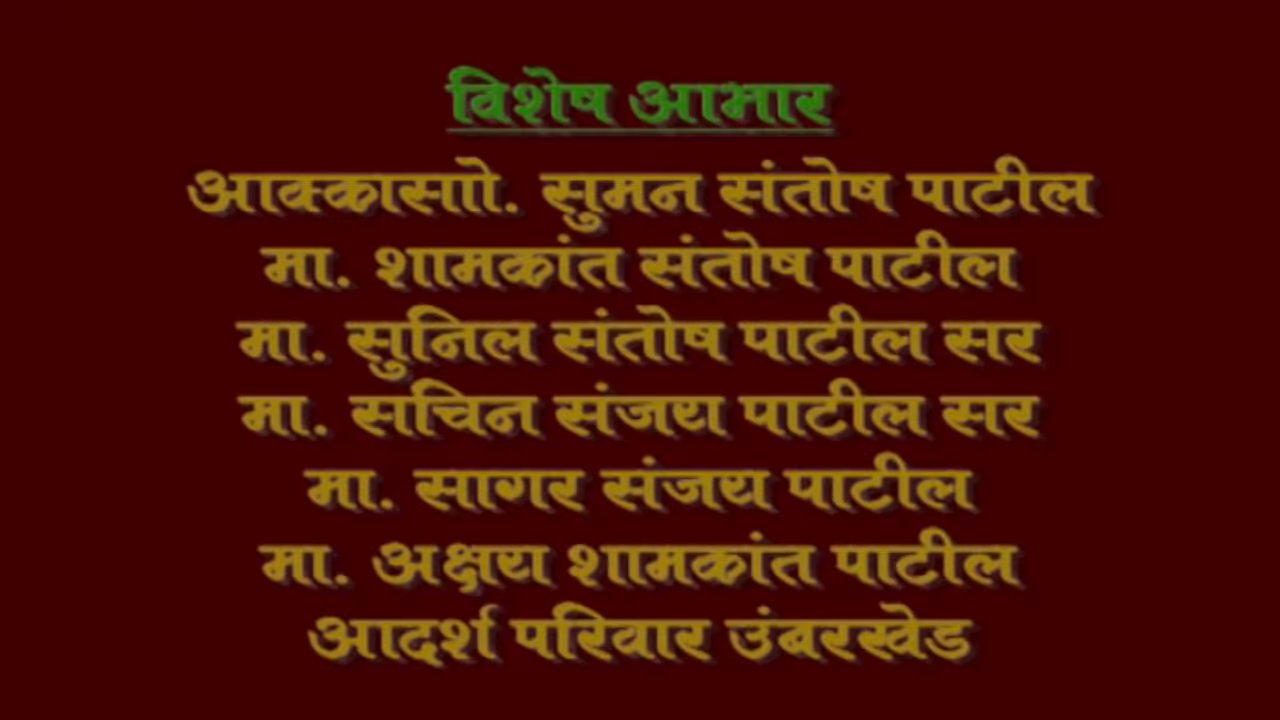 विशेष आभार
आक्कासाो. सुमन संतोष पाटील
मा. शामकांत संतोष पाटील
मा. सुनिल संतोष पाटील सर
मा. सचिन संजय पाटील सर
मा. सागर संजय पाटील
मा. अक्षय शामकांत पाटील
आदर्श परिवार उंबरखेड